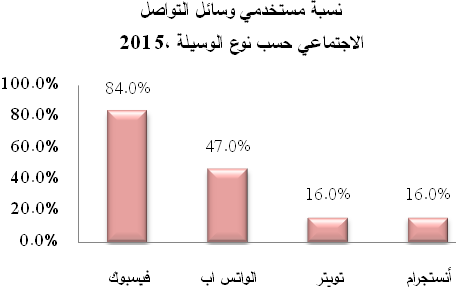 نسبة مستخدمي وسائل التواصل
الاجتماعي حسب نوع الوسيلة ،2015
100.0%
80.0%
60.0%
40.0%
20.0%
0.0%
84.0%
47.0%
16.0%
16.0%
فيسبوك
الواتس اب
تويتر
أنستجرام